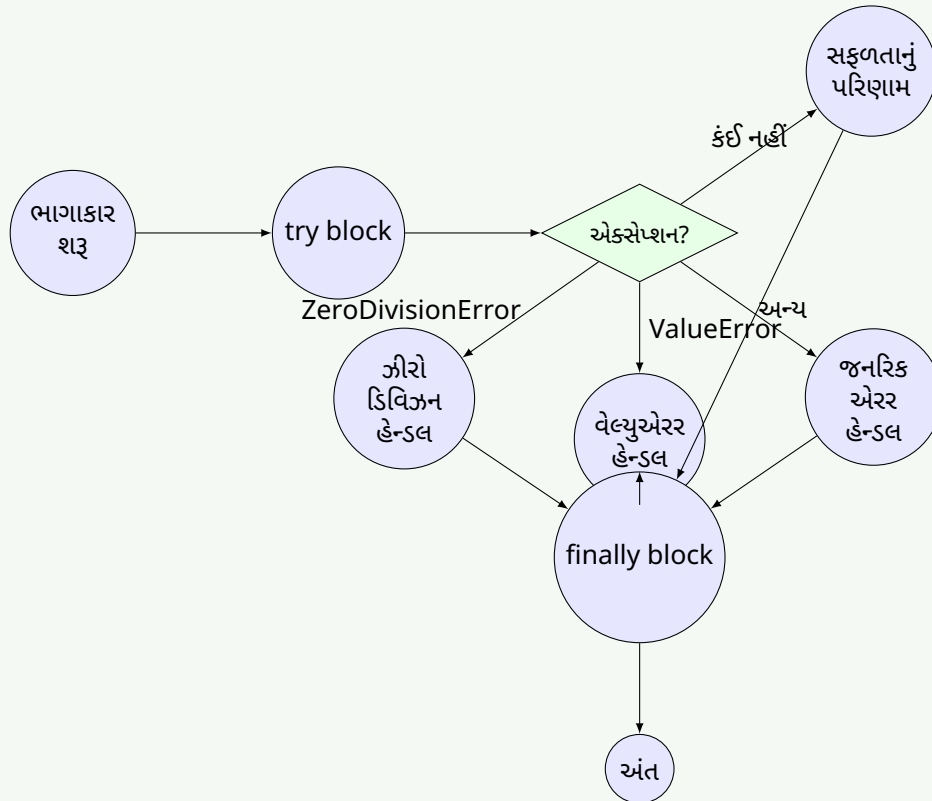 સફળતાનું
પરિણામ
કંઈ નહીં
ભાગાકાર
શરૂ
try block
એક્સેપ્શન?
ZeroDivisionError
ValueError
અન્ય
ઝીરો
ડિવિઝન
હેન્ડલ
વેલ્યુએરર
હેન્ડલ
જનરિક
એરર
હેન્ડલ
finally block
અંત